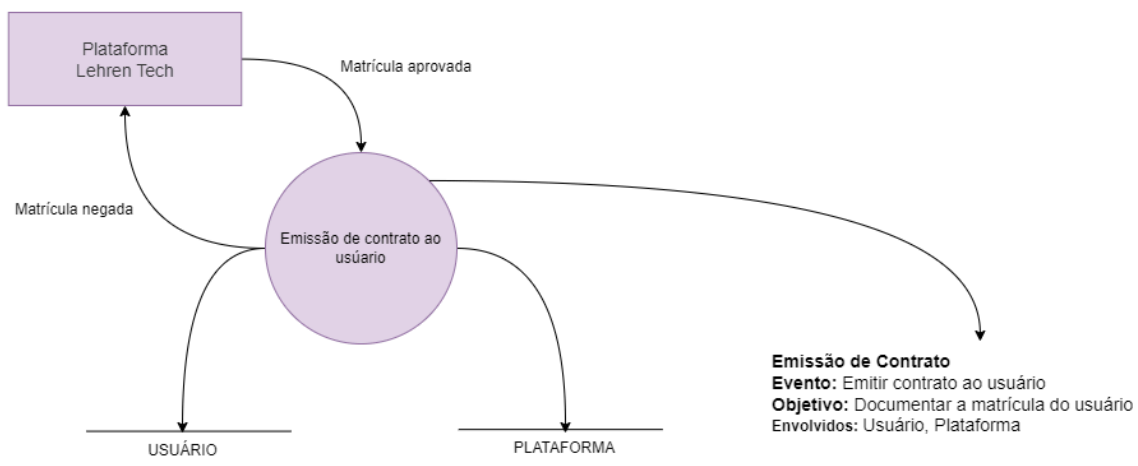 Plataforma
Lehren Tech
Matrícula aprovada
Matrícula negada
Emissão de contrato ao
usúario
Emissão de Contrato
Evento: Emitir contrato ao usuário
Objetivo: Documentar a matrícula do usuário
Envolvidos: Usuário, Plataforma
USUÁRIO
PLATAFORMA